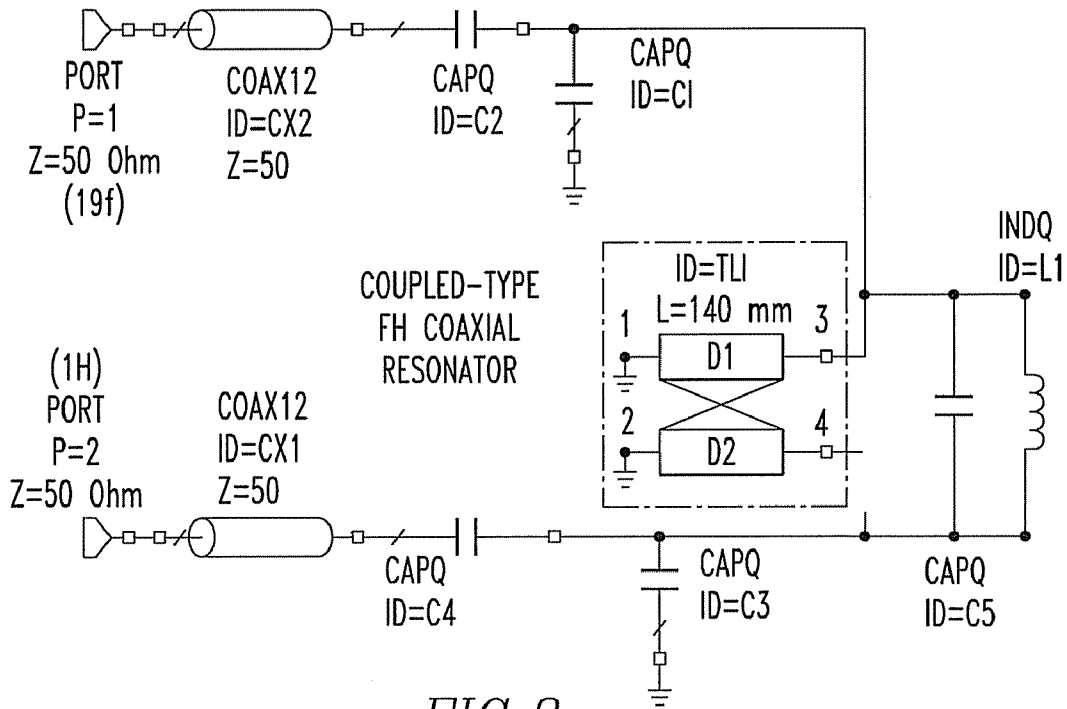 PORT
P=1
Z=50 Ohm
(19f)
COAX12
ID=CX2
Z=50
CAPQ
ID=C2
CAPQ
ID=CI
INDQ
ID=L1
COUPLED-TYPE
FH COAXIAL
RESONATOR
ID=TLI
L=140 mm
1
3
D1
2
4
D2
(1H)
PORT
P=2
Z=50 Ohm
COAX12
ID=CX1
Z=50
CAPQ
ID=C4
CAPQ
ID=C3
CAPQ
ID=C5